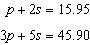 p + 2s = 15.95
3p + 5s = 45.90